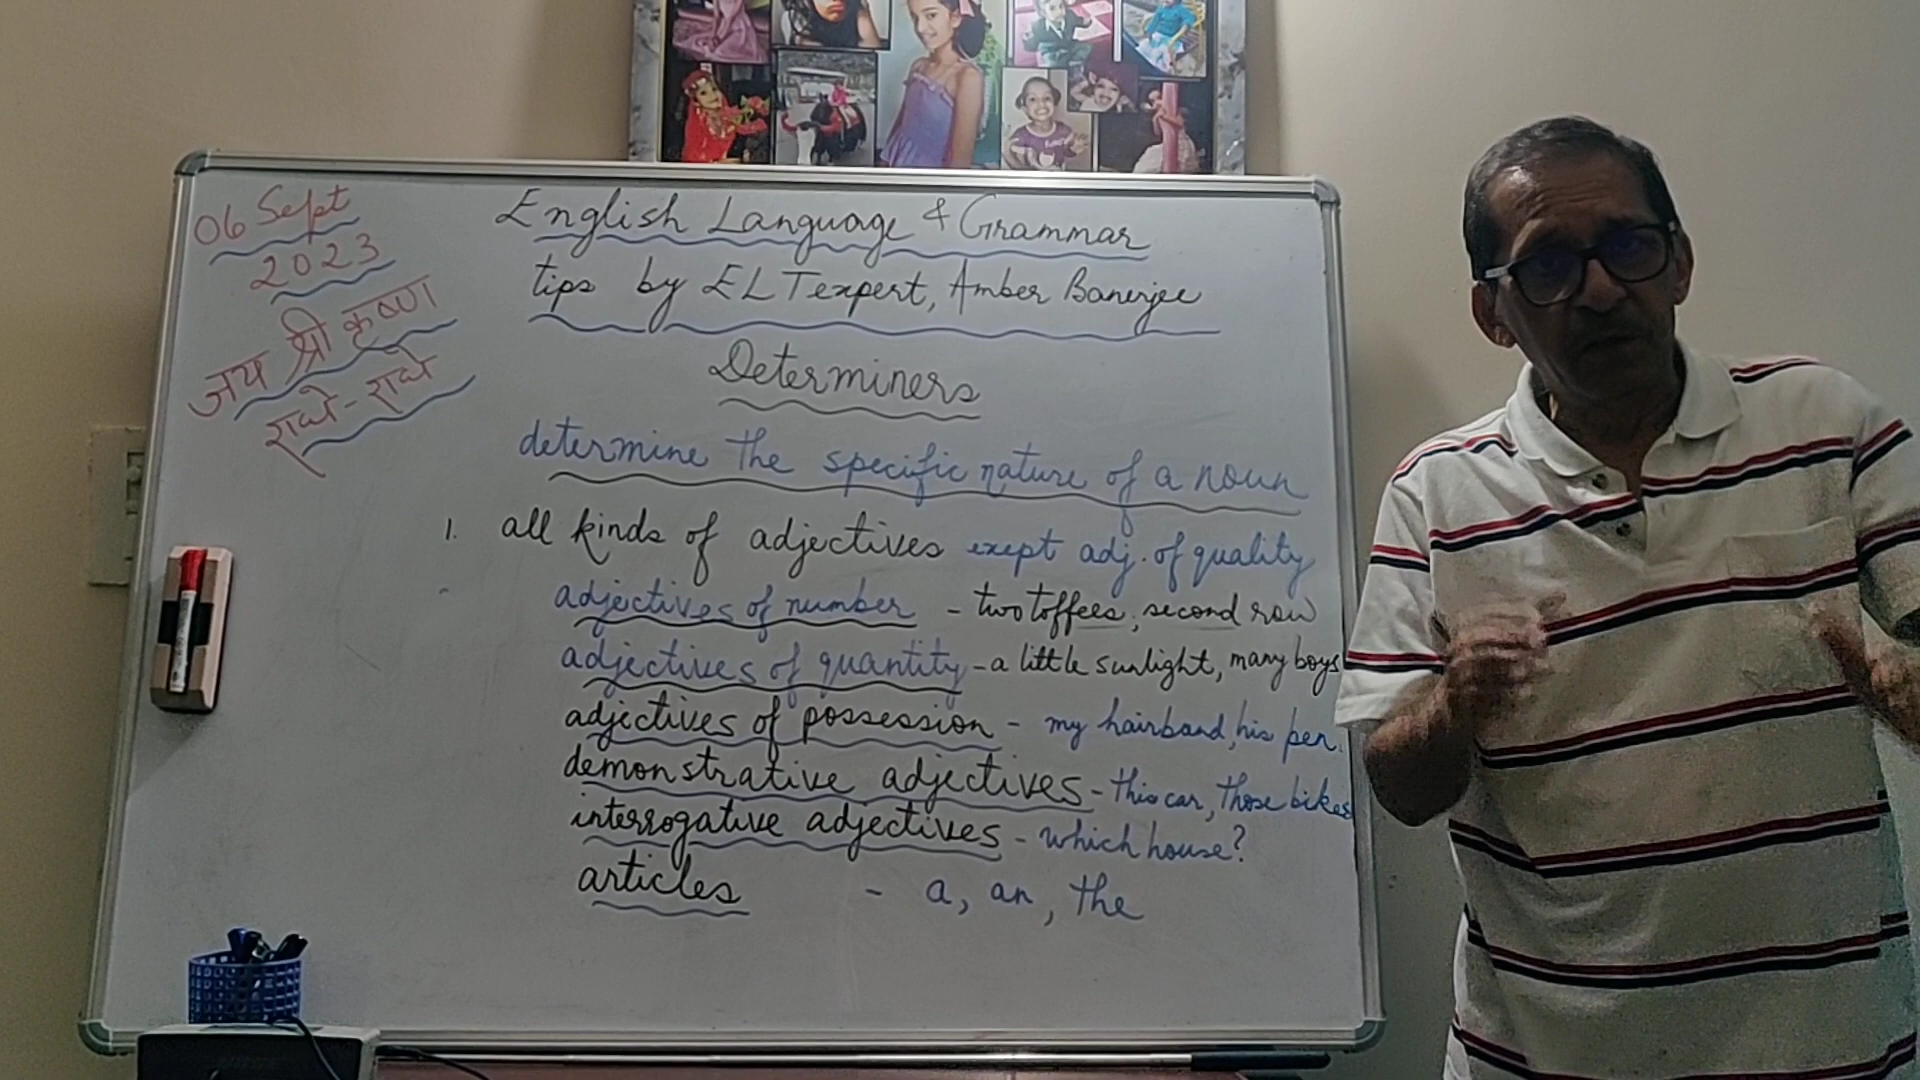 06 Sept
2023
जय श्री कृष्णा
राधे-राधे
English Language & Grammar
tips by ELT expert, Amber Banerjee
Determiners
determine the specific nature of a noun
1. all kinds of adjectives exept adj. of quality
adjectives of number - two toffees, second row
adjectives of quantity - a little sunlight, many boys
adjectives of possession - my hairband, his pen.
demonstrative adjectives - this car, those bikes
interrogative adjectives - which house?
articles - a, an, the